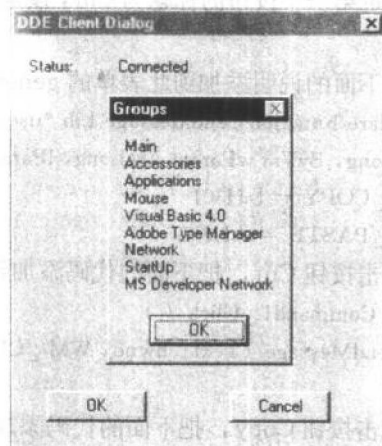 DDE Client Dialog
Status: Connected
Groups
Main
Accessories
Applications
Mouse
Visual Basic 4.0
Adobe Type Manager
Network
StartUp
MS Developer Network
OK
OK Cancel